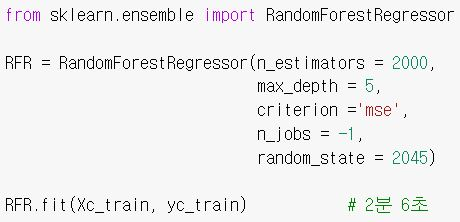 from sklearn.ensemble import RandomForestRegressor
RFR = RandomForestRegressor(n_estimators = 2000,
max_depth = 5,
criterion ='mse',
n_jobs = -1,
random_state = 2045)
RFR.fit(Xc_train, yc_train) # 2분 6초